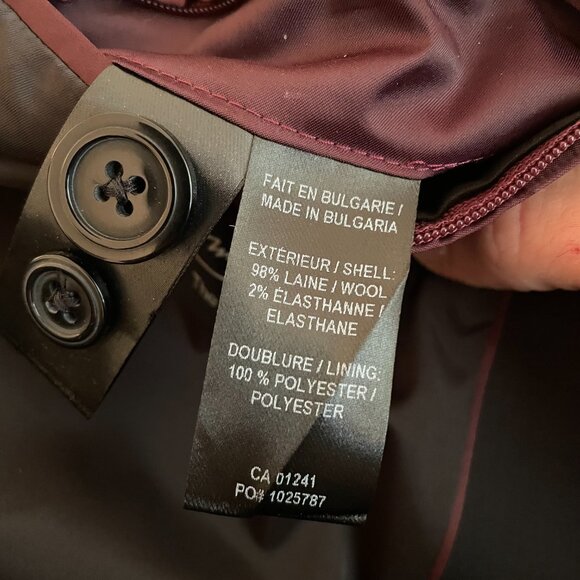 FAIT EN BULGARIE /
MADE IN BULGARIA
EXTÉRIEUR / SHELL:
98% LAINE / WOOL
2% ÉLASTHANNE /
ELASTHANE
DOUBLURE / LINING:
100 % POLYESTER /
POLYESTER
CA 01241
PO# 1025787